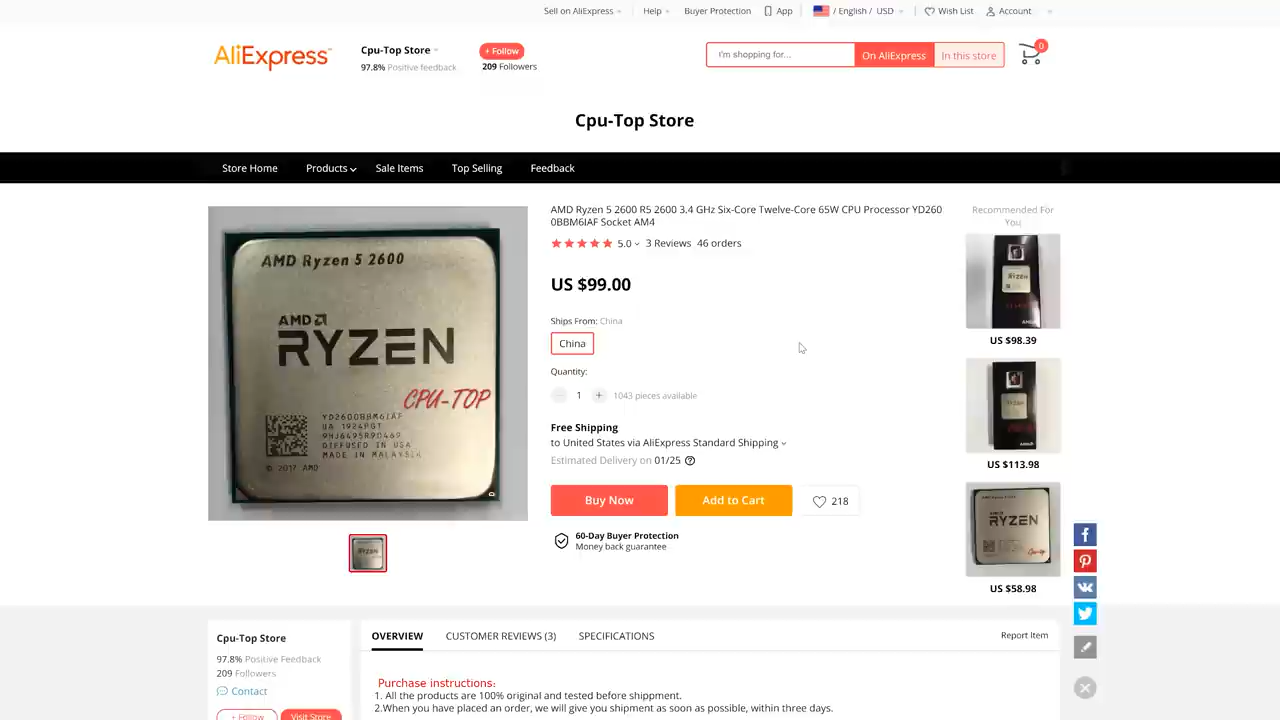 Sell on AliExpress
Help
Buyer Protection
App
/ English / USD
Wish List
Account
AliExpress
Cpu-Top Store
97.8% Positive feedback
+ Follow
209 Followers
I'm shopping for...
On AliExpress
In this store
0
Cpu-Top Store
Store Home
Products
Sale Items
Top Selling
Feedback
AMD Ryzen 5 2600
AMD
RYZEN
CPU-TOP
YD2600BBM6IAF
UA 1924PGT
9HJ6495R90469
DIFFUSED IN USA
MADE IN MALAYSIA
© 2017 AMD
AMD Ryzen 5 2600 R5 2600 3.4 GHz Six-Core Twelve-Core 65W CPU Processor YD260
0BBM6IAF Socket AM4
5.0
3 Reviews
46 orders
US $99.00
Ships From: China
China
Quantity:
1
1043 pieces available
Free Shipping
to United States via AliExpress Standard Shipping
Estimated Delivery on 01/25
Buy Now
Add to Cart
218
60-Day Buyer Protection
Money back guarantee
Recommended For
You
RYZEN
AMD
US $98.39
US $113.98
RYZEN
US $58.98
Cpu-Top Store
97.8% Positive Feedback
209 Followers
Contact
+ Follow
Visit Store
OVERVIEW
CUSTOMER REVIEWS (3)
SPECIFICATIONS
Report Item
Purchase instructions:
1. All the products are 100% original and tested before shippment.
2.When you have placed an order, we will give you shipment as soon as possible, within three days.